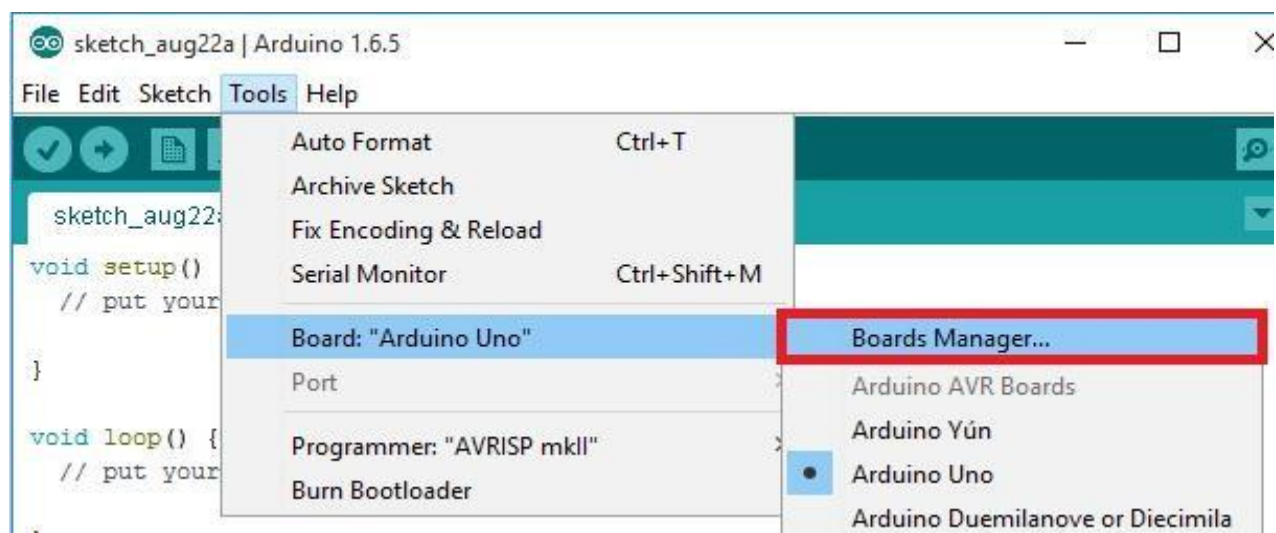 sketch_aug22a | Arduino 1.6.5
File Edit Sketch Tools Help
Auto Format Ctrl+T
Archive Sketch
sketch_aug22a
Fix Encoding & Reload
void setup()
Serial Monitor Ctrl+Shift+M
// put your
Board: "Arduino Uno"
Boards Manager...
}
Port
Arduino AVR Boards
Arduino Yún
void loop() {
Programmer: "AVRISP mkII"
// put your
Arduino Uno
Burn Bootloader
Arduino Duemilanove or Diecimila